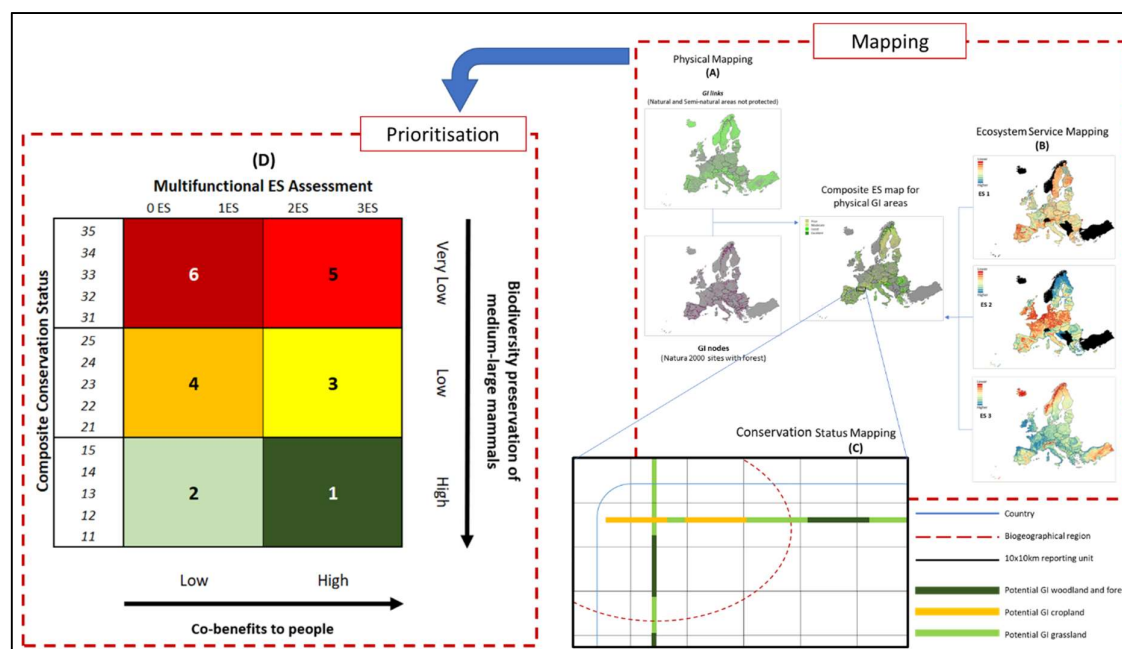 Mapping
Physical Mapping
(A)
GI links
(Natural and Semi-natural areas not protected)
GI nodes
(Natura 2000 sites with forest)
Composite ES map for
physical GI areas
Ecosystem Service Mapping
(B)
ES 1
ES 2
ES 3
Conservation Status Mapping
(C)
Country
Biogeographical region
10x10km reporting unit
Potential GI woodland and fore
Potential GI cropland
Potential GI grassland
Prioritisation
(D)
Multifunctional ES Assessment
0 ES 1ES 2ES 3ES
Composite Conservation Status
35
34
33
32
31
25
24
23
22
21
15
14
13
12
11
6 5
4 3
2 1
Very Low
Low
High
Biodiversity preservation of
medium-large mammals
Low High
Co-benefits to people